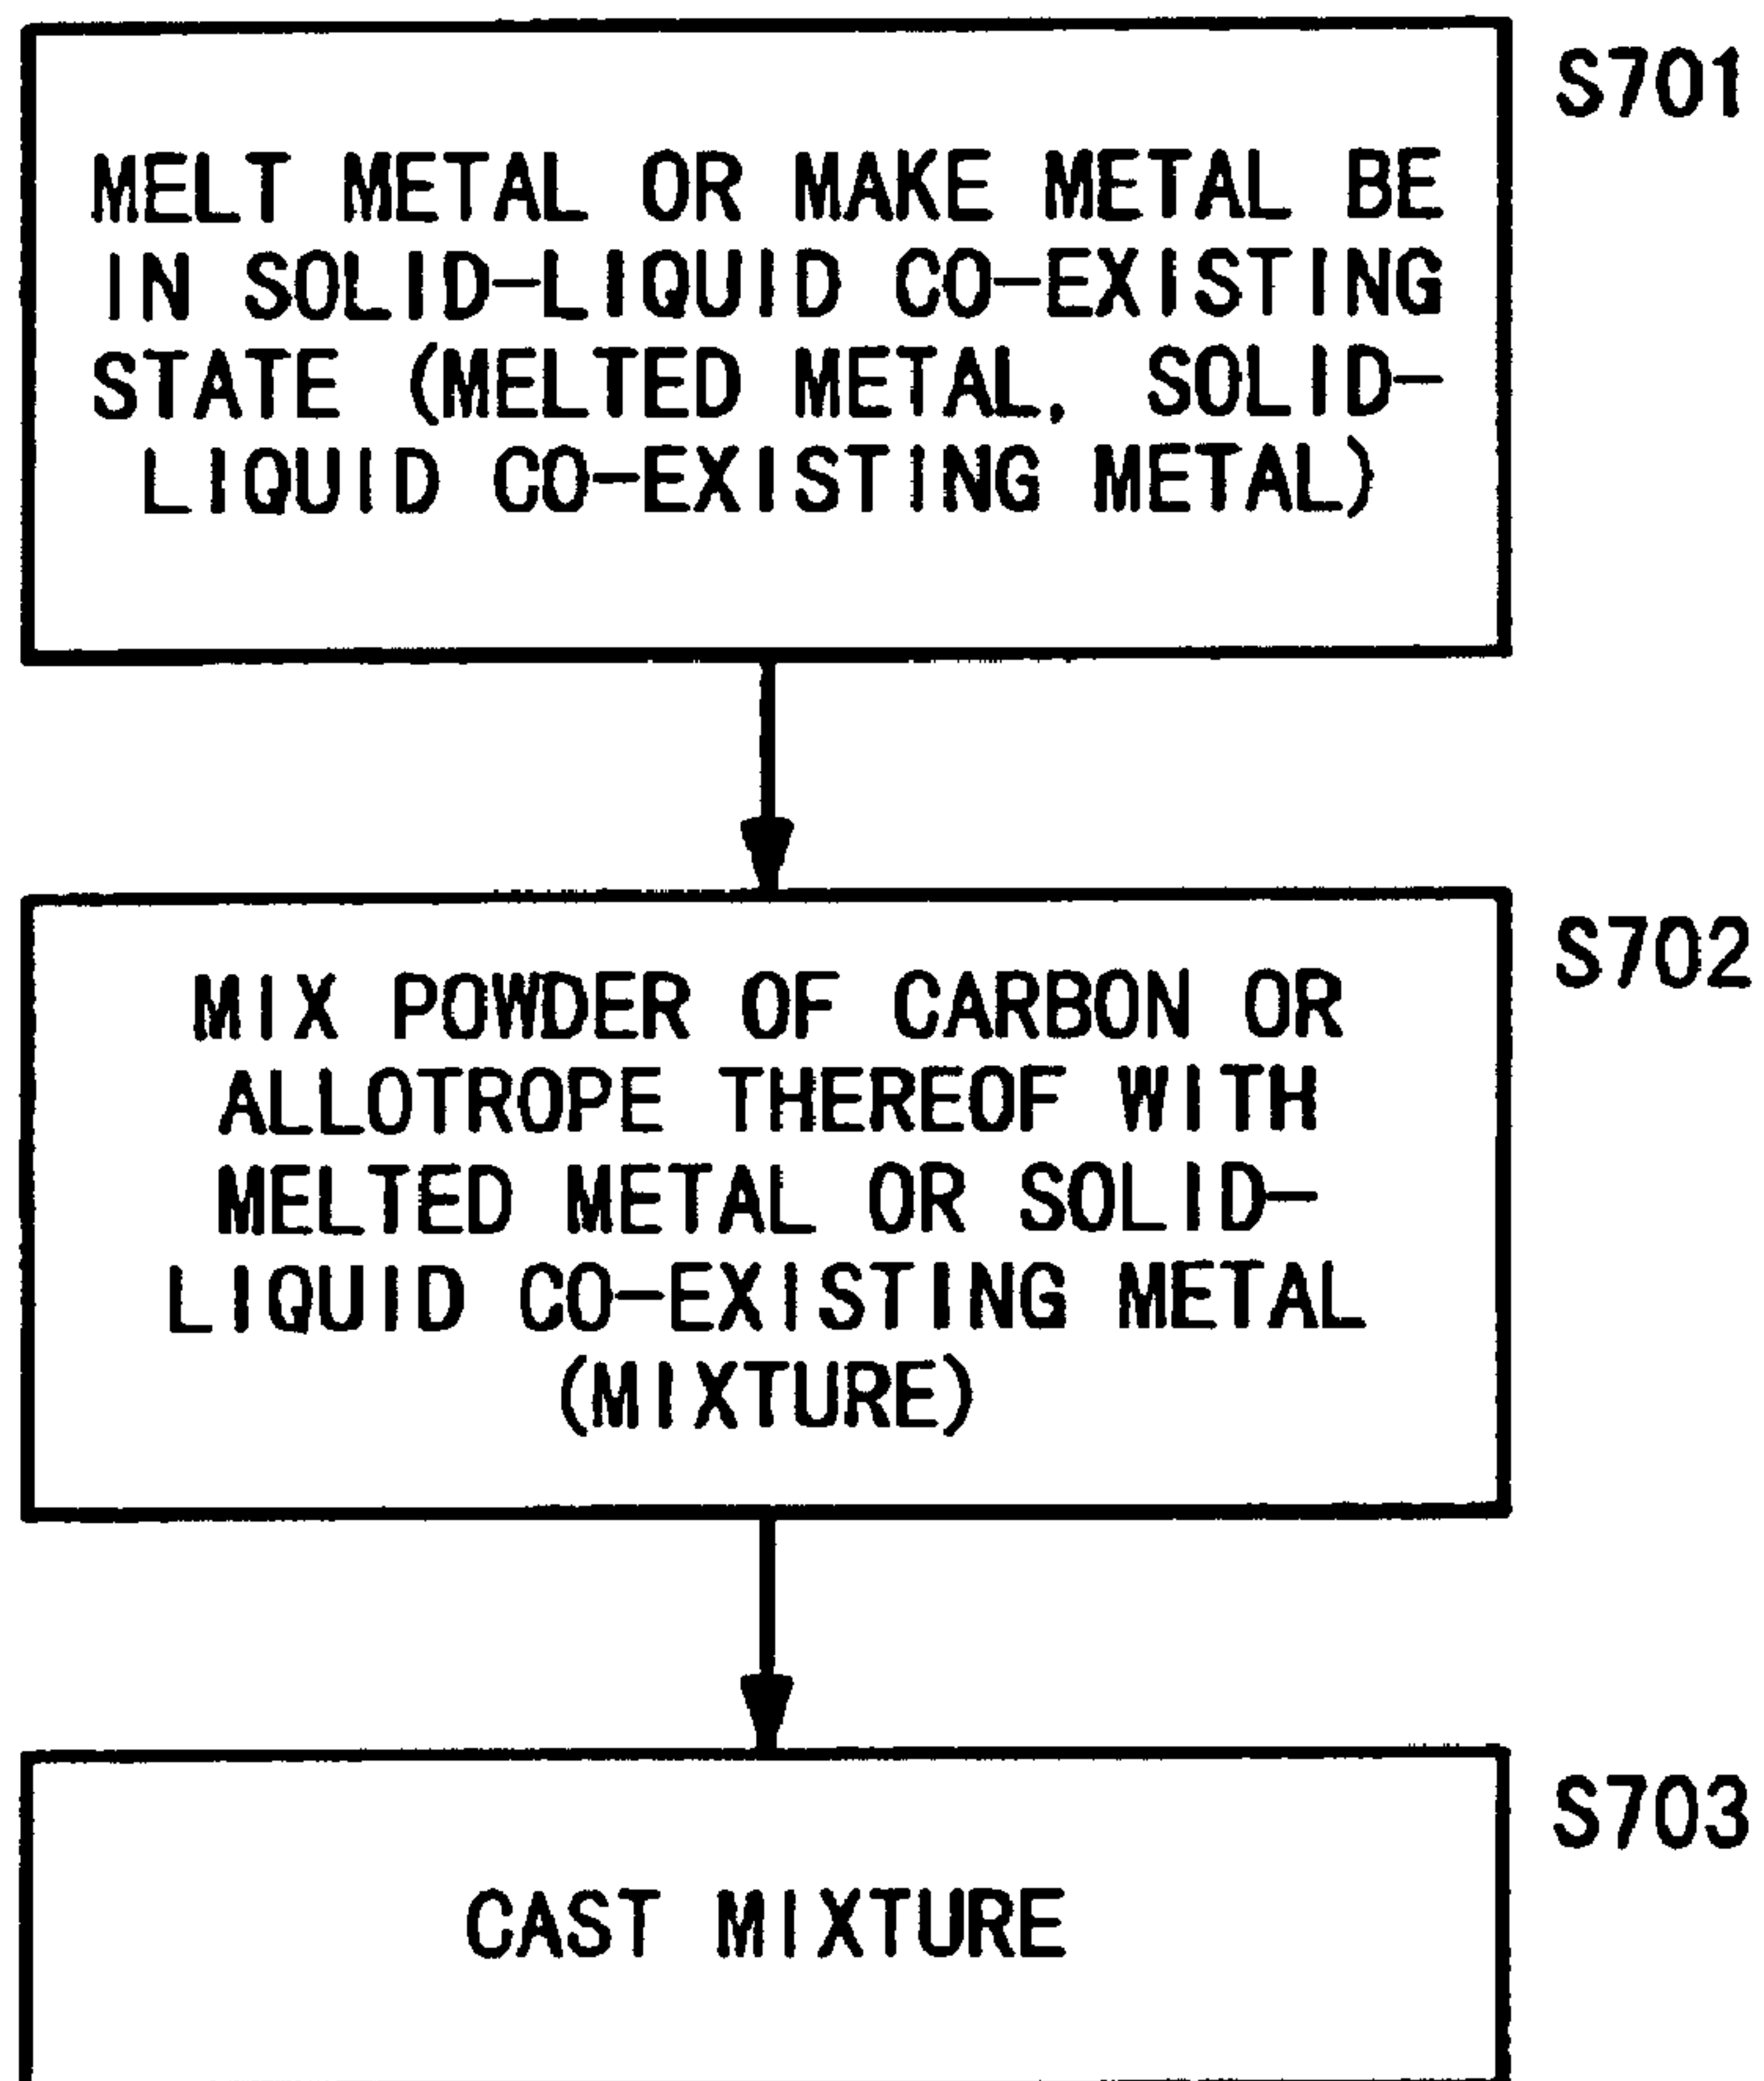 S701
MELT METAL OR MAKE METAL BE
IN SOLID-LIQUID CO-EXISTING
STATE (MELTED METAL, SOLID-
LIQUID CO-EXISTING METAL)
S702
MIX POWDER OF CARBON OR
ALLOTROPE THEREOF WITH
MELTED METAL OR SOLID-
LIQUID CO-EXISTING METAL
(MIXTURE)
S703
CAST MIXTURE